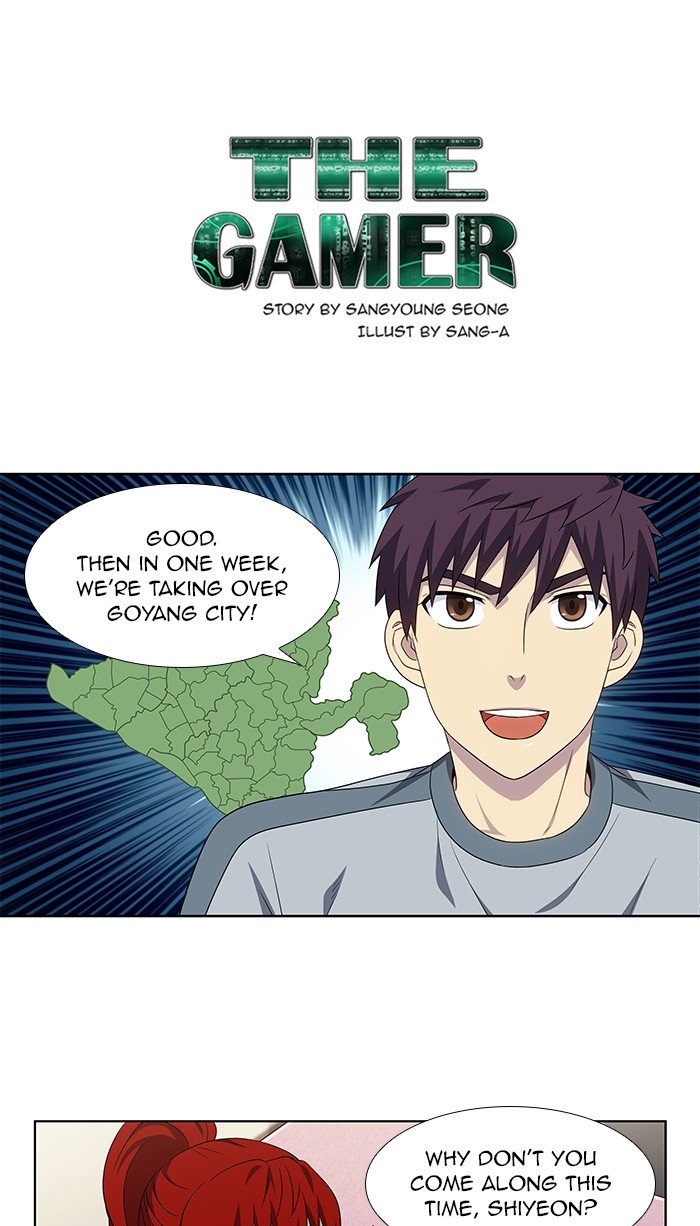 THE
GAMER
STORY BY SANGYOUNG SEONG
ILLUST BY SANG-A
GOOD.
THEN IN ONE WEEK,
WE'RE TAKING OVER
GOYANG CITY!
WHY DON'T YOU
COME ALONG THIS
TIME, SHIYEON?